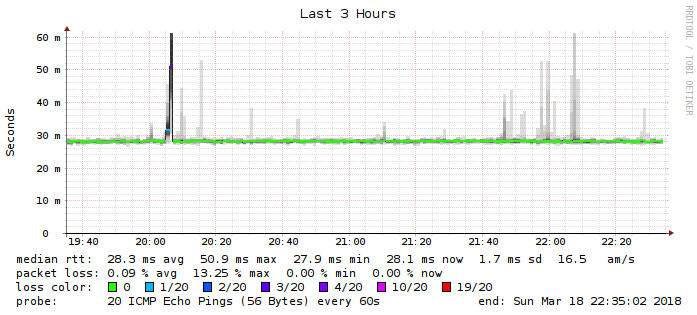 Last 3 Hours
RRDTOOL / TOBI OETIKER
Seconds
60 m
50 m
40 m
30 m
20 m
10 m
0
19:40 20:00 20:20 20:40 21:00 21:20 21:40 22:00 22:20
median rtt: 28.3 ms avg 50.9 ms max 27.9 ms min 28.1 ms now 1.7 ms sd 16.5 am/s
packet loss: 0.09 % avg 13.25 % max 0.00 % min 0.00 % now
loss color: 0 1/20 2/20 3/20 4/20 10/20 19/20
probe: 20 ICMP Echo Pings (56 Bytes) every 60s end: Sun Mar 18 22:35:02 2018